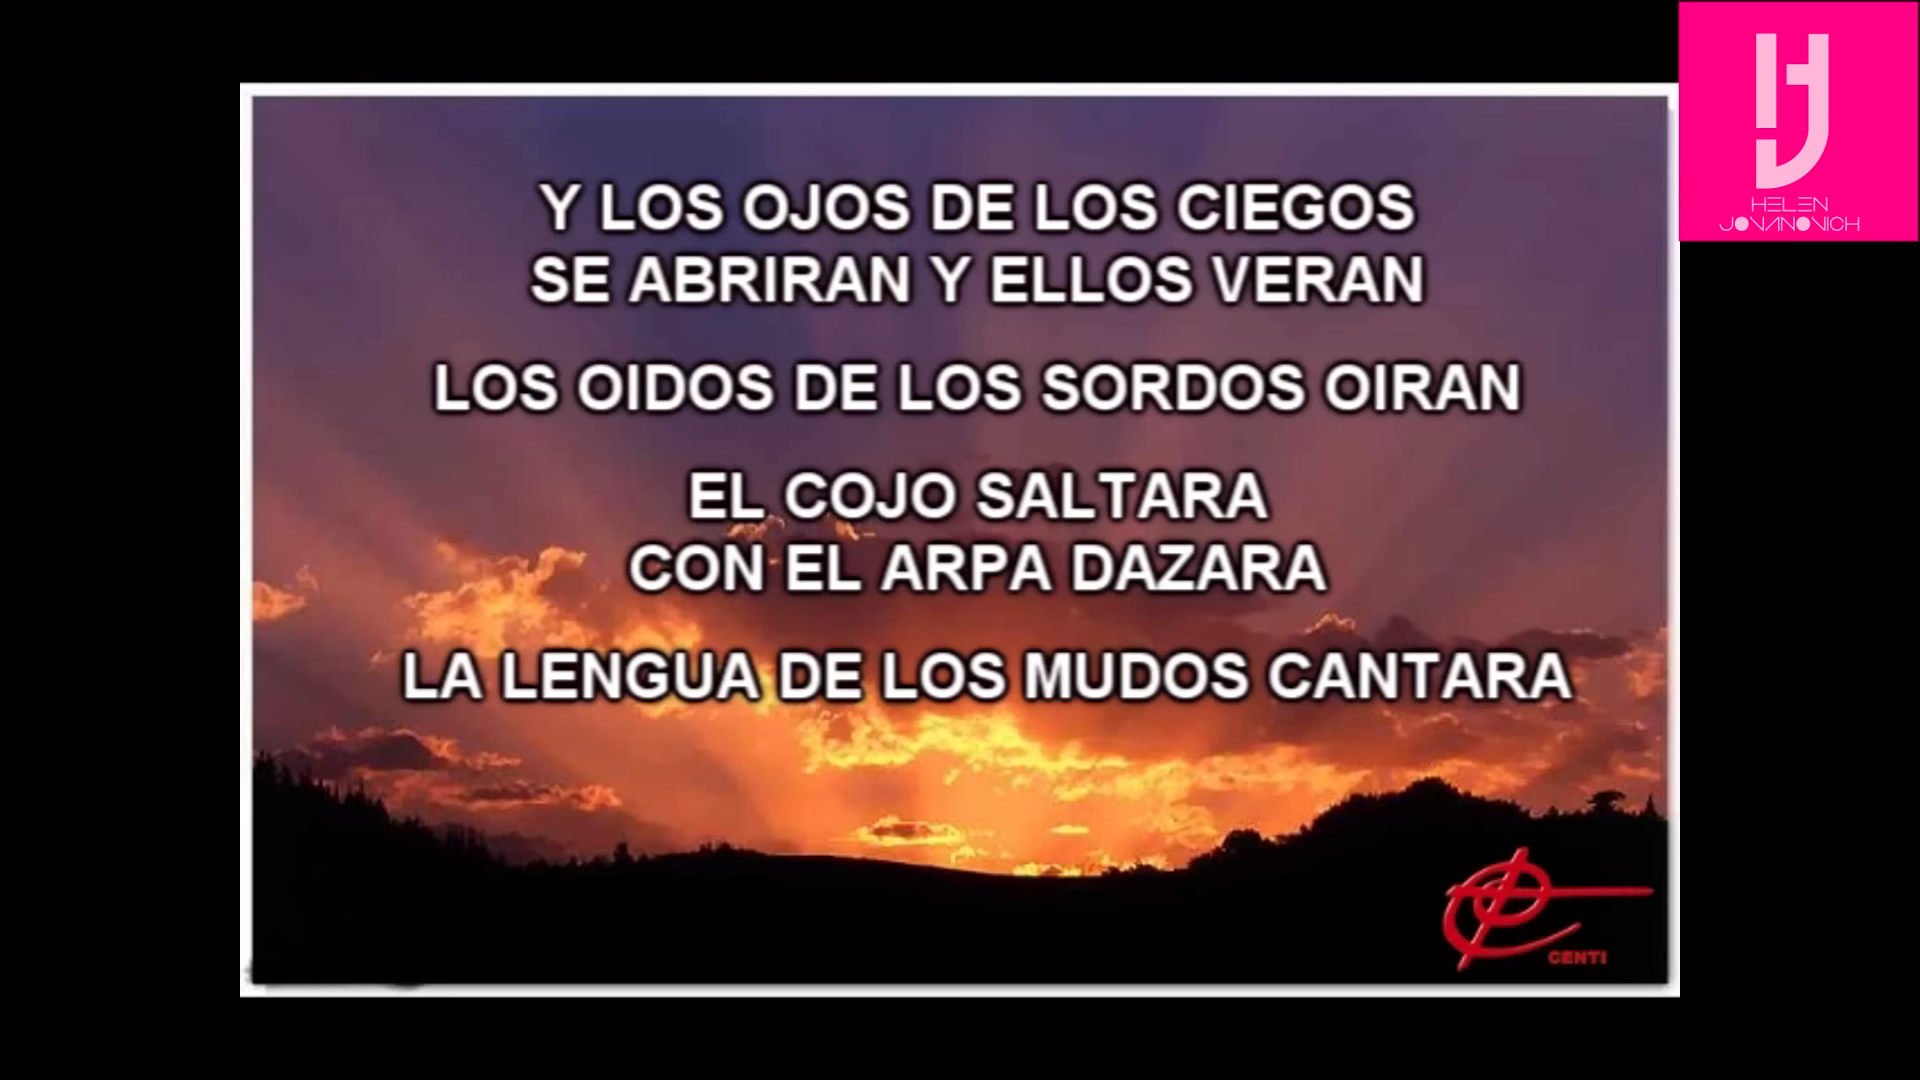 HELEN
JOVANOVICH
Y LOS OJOS DE LOS CIEGOS
SE ABRIRAN Y ELLOS VERAN
LOS OIDOS DE LOS SORDOS OIRAN
EL COJO SALTARA
CON EL ARPA DAZARA
LA LENGUA DE LOS MUDOS CANTARA
CENTI